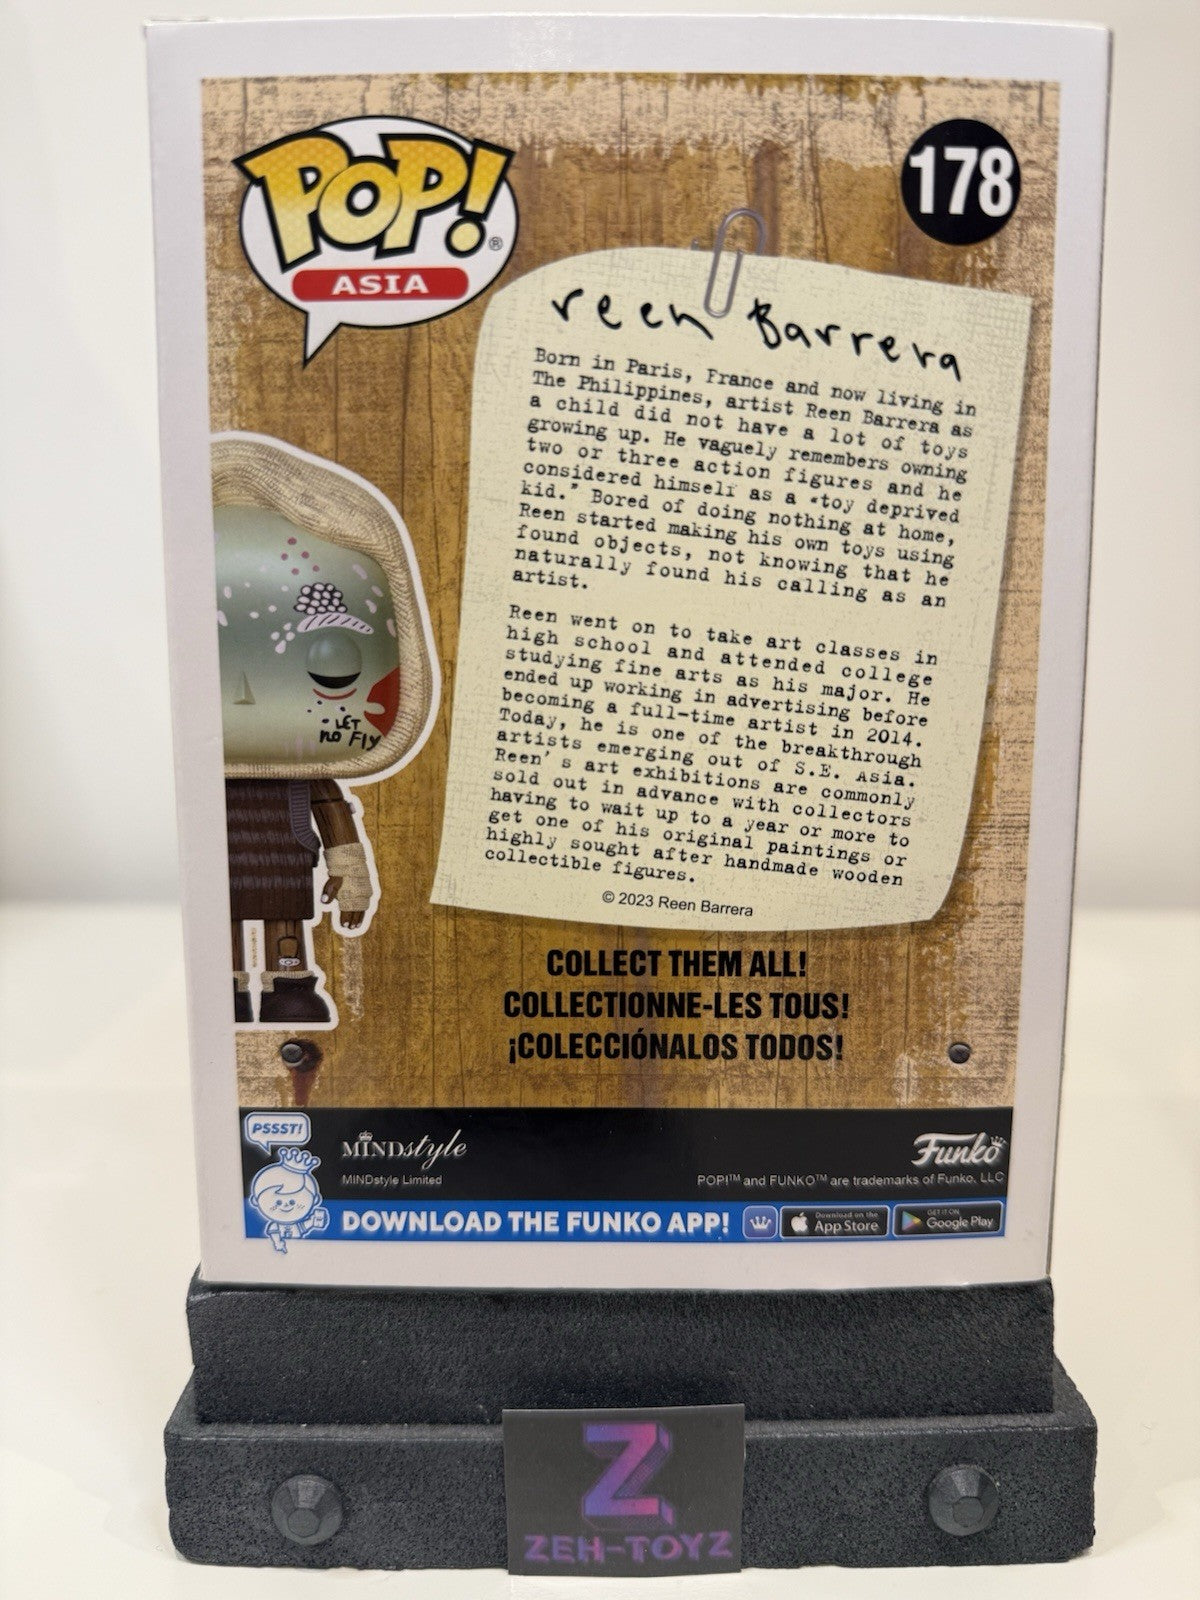 POP!®
ASIA
178
reen Barrera
Born in Paris, France and now living in
The Philippines, artist Reen Barrera as
a child did not have a lot of toys
growing up. He vaguely remembers owning
two or three action figures and he
considered himself as a "toy deprived
kid." Bored of doing nothing at home,
Reen started making his own toys using
found objects, not knowing that he
naturally found his calling as an
artist.
Reen went on to take art classes in
high school and attended college
studying fine arts as his major. He
ended up working in advertising before
becoming a full-time artist in 2014.
Today, he is one of the breakthrough
artists emerging out of S.E. Asia.
Reen's art exhibitions are commonly
sold out in advance with collectors
having to wait up to a year or more to
get one of his original paintings or
highly sought after handmade wooden
collectible figures.
© 2023 Reen Barrera
LET
no FLY
COLLECT THEM ALL!
COLLECTIONNE-LES TOUS!
¡COLECCIÓNALOS TODOS!
PSSST!
MINDstyle
MINDstyle Limited
Funko
POP!™ and FUNKO™ are trademarks of Funko, LLC
DOWNLOAD THE FUNKO APP!
Download on the
App Store
GET IT ON
Google Play
Z
ZEH-TOYZ